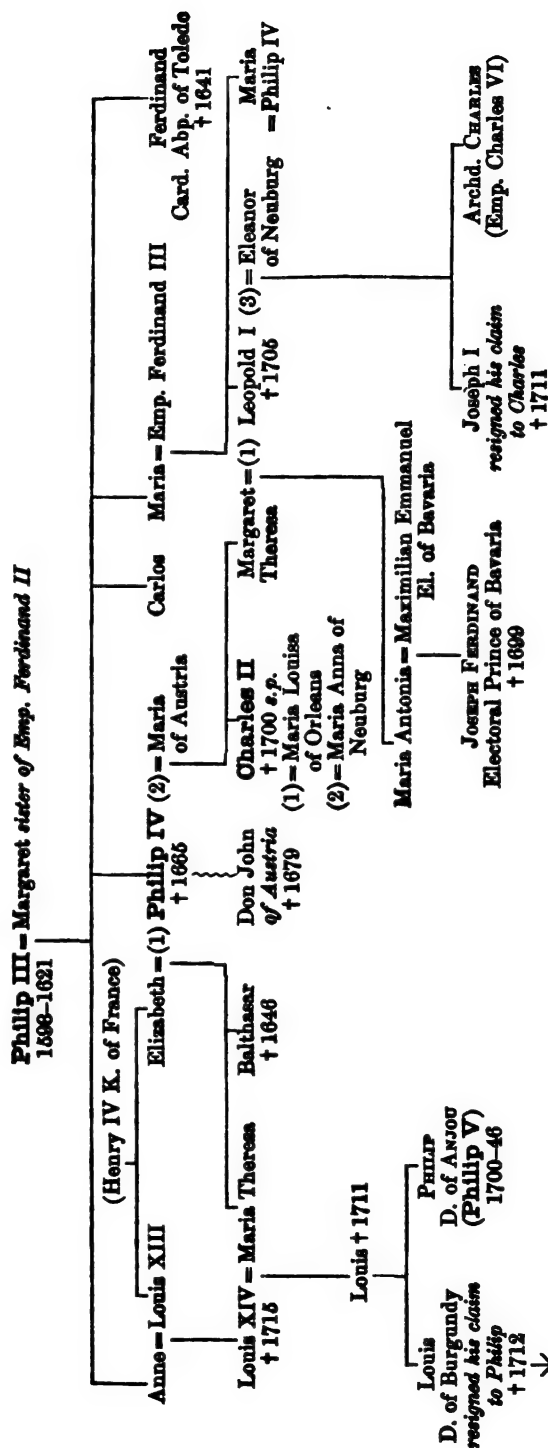 Philip III = Margaret sister of Emp. Ferdinand II
1598–1621
(Henry IV K. of France)
Anne = Louis XIII
Elizabeth = (1) Philip IV (2) = Maria
† 1665
of Austria
Carlos
Maria = Emp. Ferdinand III
Ferdinand
Card. Abp. of Toledo
† 1641
Louis XIV = Maria Theresa
† 1715
Balthasar
† 1646
Don John
of Austria
† 1679
Charles II
† 1700 s.p.
(1) = Maria Louisa
of Orleans
(2) = Maria Anna of
Neuburg
Margaret = (1) Leopold I (3) = Eleanor
Theresa
† 1705
of Neuburg
Maria
= Philip IV
Louis † 1711
Maria Antonia = Maximilian Emmanuel
El. of Bavaria
Louis
D. of Burgundy
resigned his claim
to Philip
† 1712
PHILIP
D. of ANJOU
(Philip V)
1700–46
JOSEPH FERDINAND
Electoral Prince of Bavaria
† 1699
Joseph I
resigned his claim
to Charles
† 1711
Archd. CHARLES
(Emp. Charles VI)